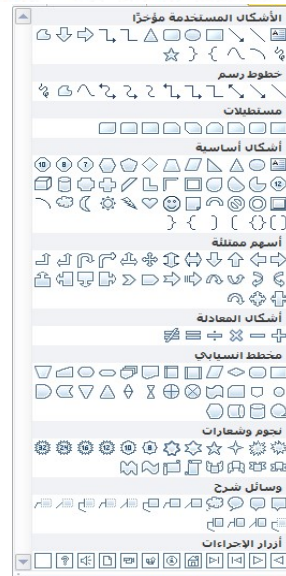 الأشكال المستخدمة مؤخرًا
خطوط رسم
مستطيلات
أشكال أساسية
أسهم ممتلئة
أشكال المعادلة
مخطط انسيابي
نجوم وشعارات
وسائل شرح
أزرار الإجراءات